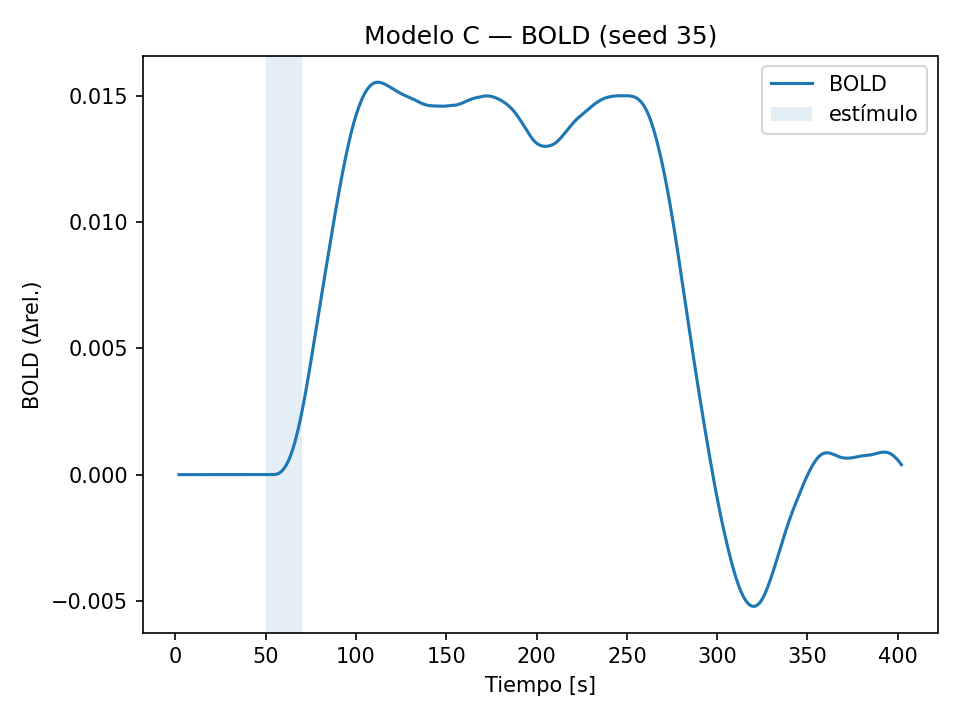 Modelo C — BOLD (seed 35)
BOLD
estímulo
0.015
0.010
0.005
0.000
−0.005
BOLD (Δrel.)
0 50 100 150 200 250 300 350 400
Tiempo [s]